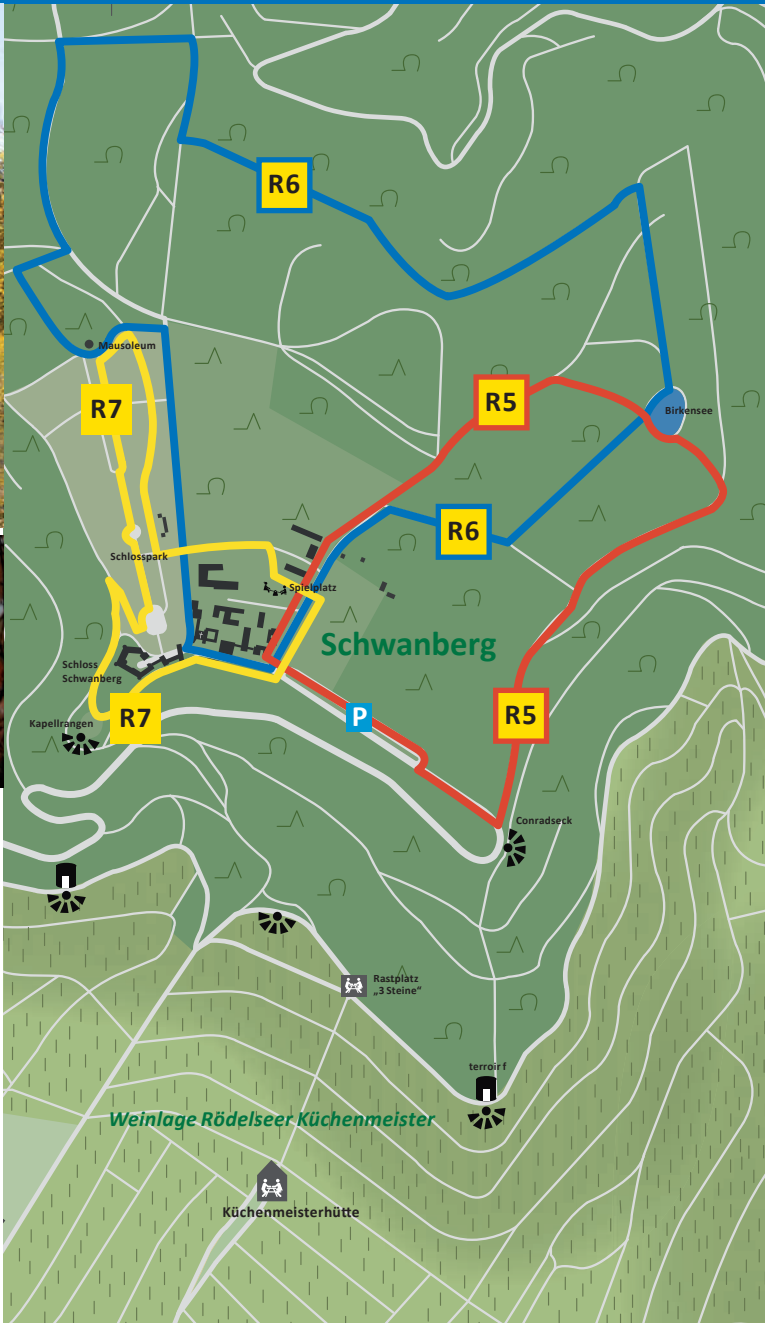 R6
Mausoleum
R7
R5
Birkensee
R6
Schlosspark
Spielplatz
Schwanberg
Schloss
Schwanberg
R7
P
R5
Kapellrangen
Conradseck
Rastplatz
„3 Steine“
terroir f
Weinlage Rödelseer Küchenmeister
Küchenmeisterhütte